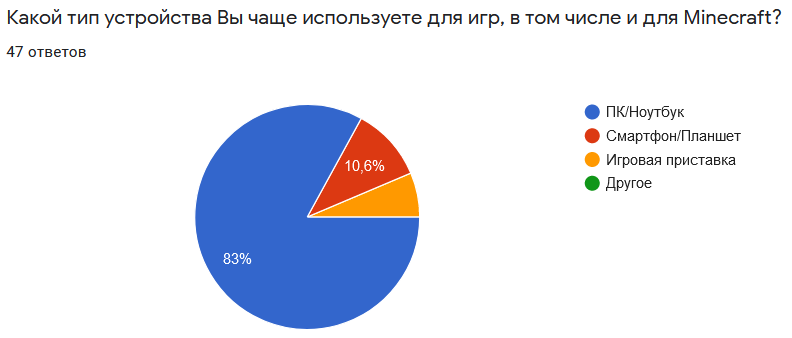 Какой тип устройства Вы чаще используете для игр, в том числе и для Minecraft?
47 ответов
ПК/Ноутбук
Смартфон/Планшет
Игровая приставка
Другое
10,6%
83%